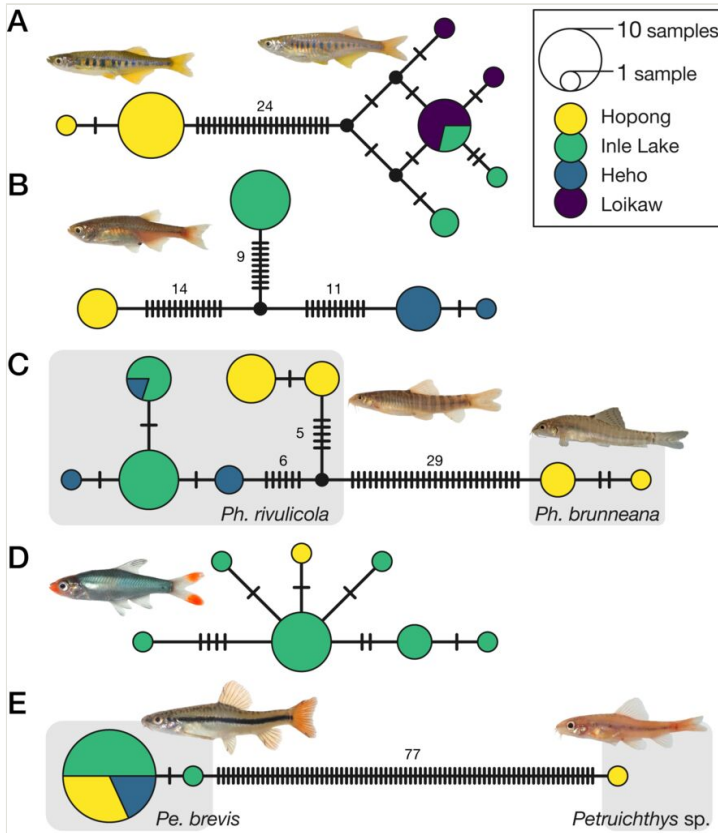 A
10 samples
1 sample
Hopong
Inle Lake
Heho
Loikaw
24
B
9
14
11
C
5
6
29
Ph. rivulicola
Ph. brunneana
D
E
77
Pe. brevis
Petruichthys sp.